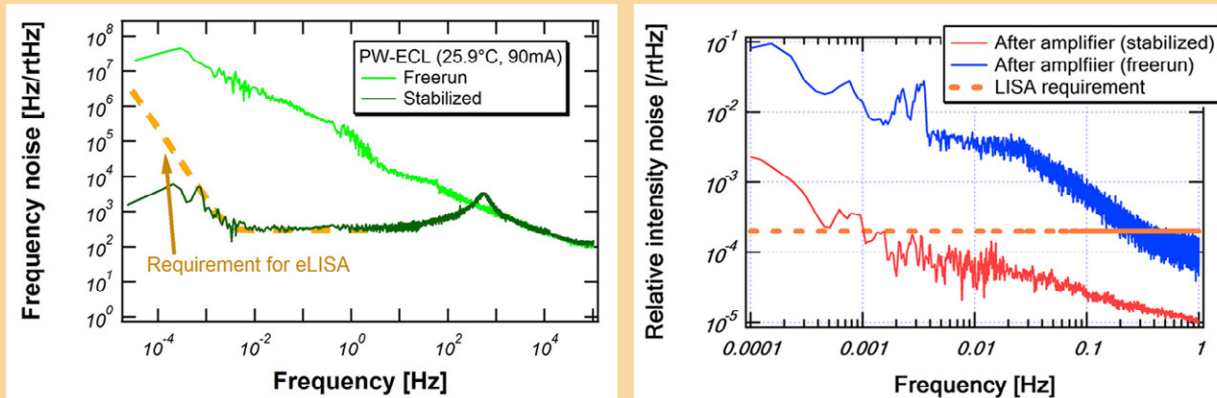 Frequency noise [Hz/rtHz]
10^8
10^7
10^6
10^5
10^4
10^3
10^2
10^1
10^0
PW-ECL (25.9°C, 90mA)
Freerun
Stabilized
Requirement for eLISA
10^-4
10^-2
10^0
10^2
10^4
Frequency [Hz]
Relative intensity noise [/rtHz]
10^-1
10^-2
10^-3
10^-4
10^-5
After amplifier (stabilized)
After amplfiier (freerun)
LISA requirement
0.0001
0.001
0.01
0.1
1
Frequency [Hz]